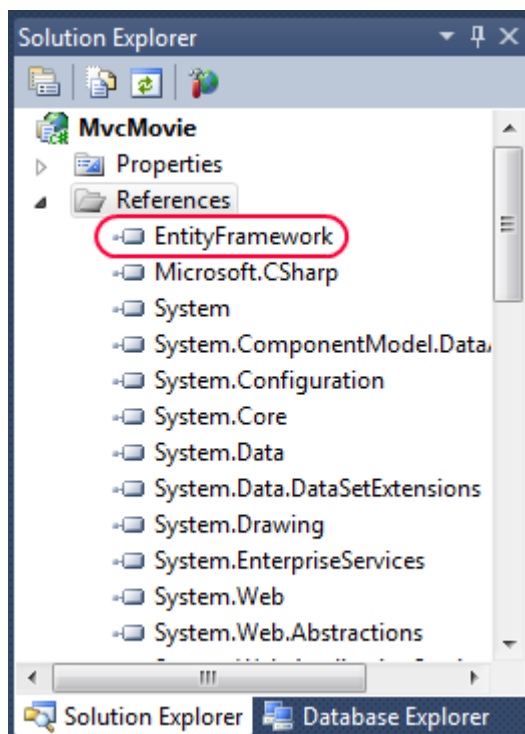 Solution Explorer
MvcMovie
Properties
References
EntityFramework
Microsoft.CSharp
System
System.ComponentModel.Data
System.Configuration
System.Core
System.Data
System.Data.DataSetExtensions
System.Drawing
System.EnterpriseServices
System.Web
System.Web.Abstractions
Solution Explorer Database Explorer